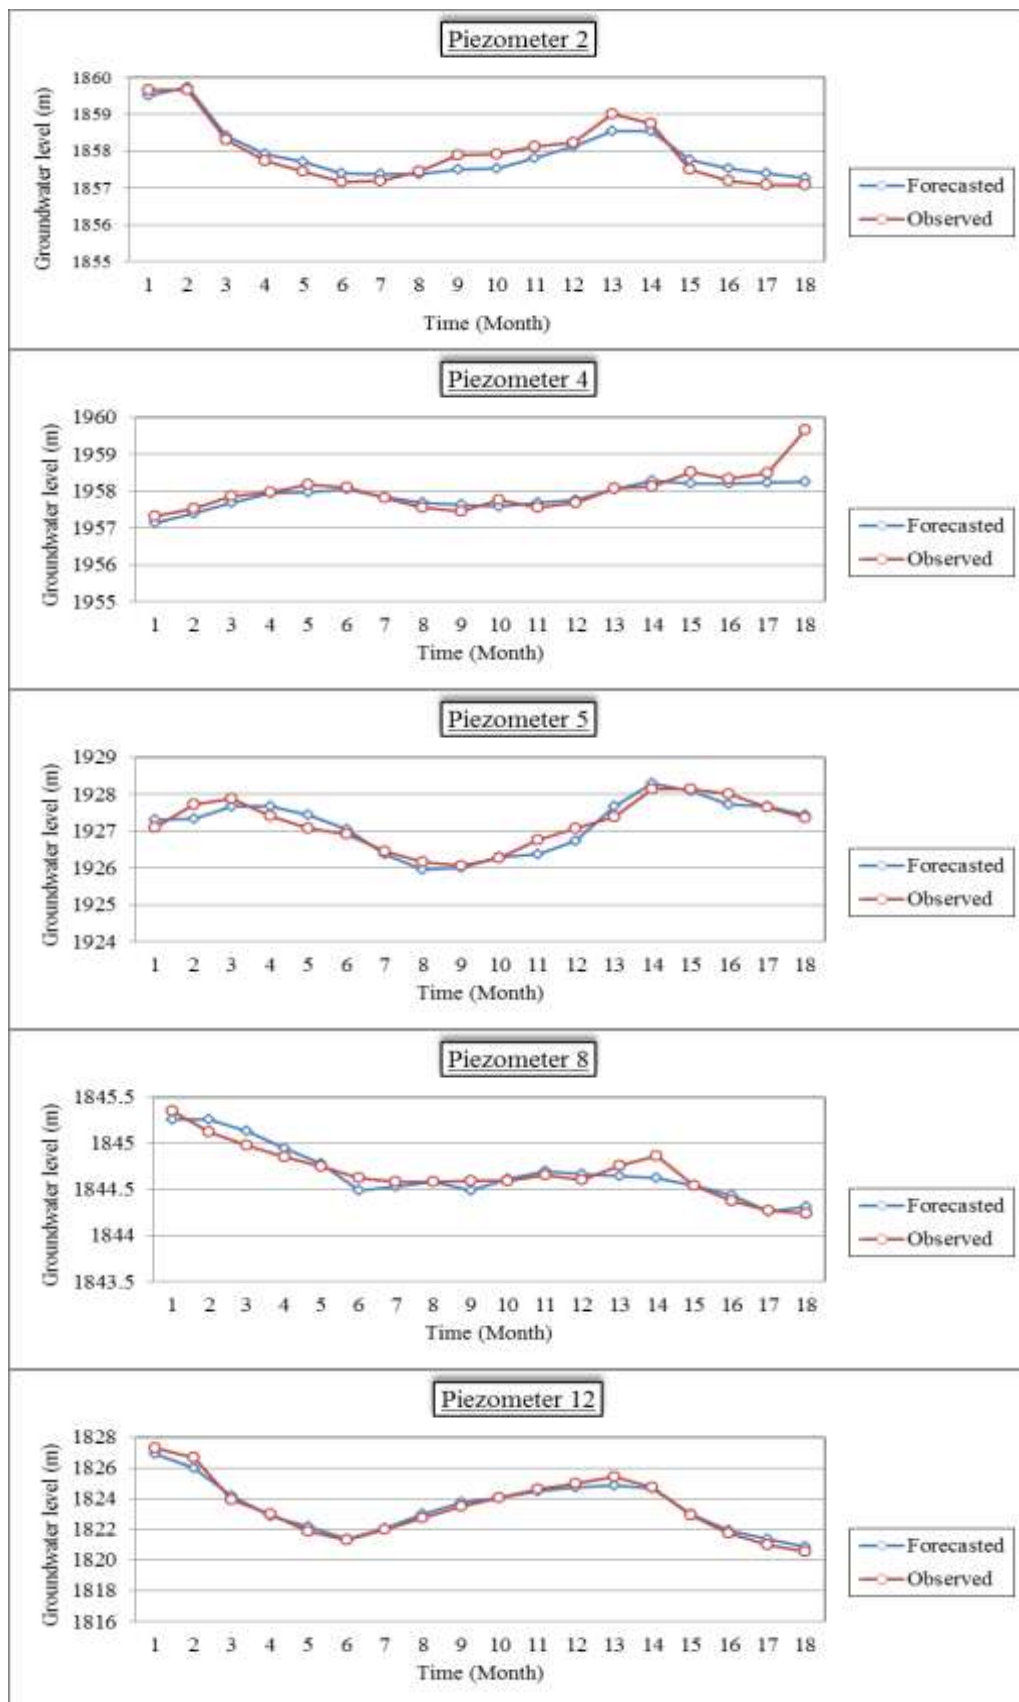 Piezometer 2
Groundwater level (m)
1860
1859
1858
1857
1856
1855
1 2 3 4 5 6 7 8 9 10 11 12 13 14 15 16 17 18
Time (Month)
Forecasted
Observed
Piezometer 4
Groundwater level (m)
1960
1959
1958
1957
1956
1955
1 2 3 4 5 6 7 8 9 10 11 12 13 14 15 16 17 18
Time (Month)
Forecasted
Observed
Piezometer 5
Groundwater level (m)
1929
1928
1927
1926
1925
1924
1 2 3 4 5 6 7 8 9 10 11 12 13 14 15 16 17 18
Time (Month)
Forecasted
Observed
Piezometer 8
Groundwater level (m)
1845.5
1845
1844.5
1844
1843.5
1 2 3 4 5 6 7 8 9 10 11 12 13 14 15 16 17 18
Time (Month)
Forecasted
Observed
Piezometer 12
Groundwater level (m)
1828
1826
1824
1822
1820
1818
1816
1 2 3 4 5 6 7 8 9 10 11 12 13 14 15 16 17 18
Time (Month)
Forecasted
Observed